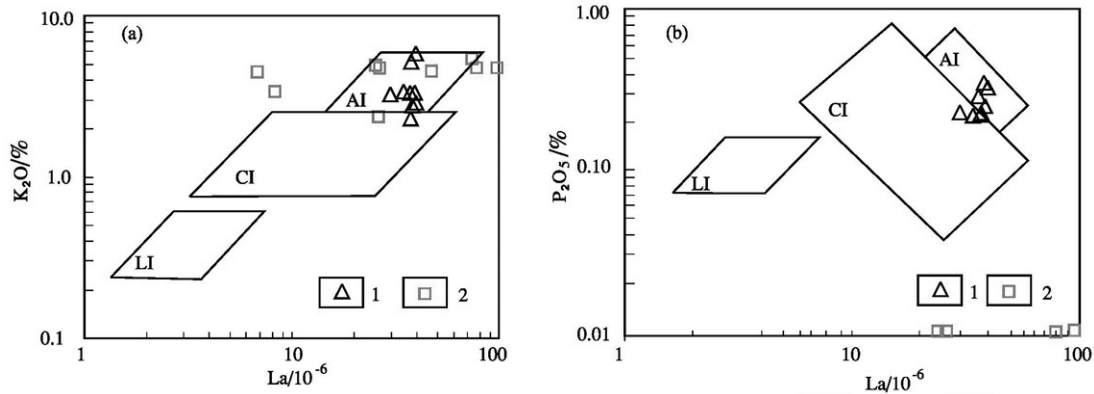 (a)
10.0
1.0
0.1
K₂O/%
AI
CI
LI
1 2
1 10 100
La/10⁻⁶
(b)
1.00
0.10
0.01
P₂O₅/%
AI
CI
LI
1 2
1 10 100
La/10⁻⁶